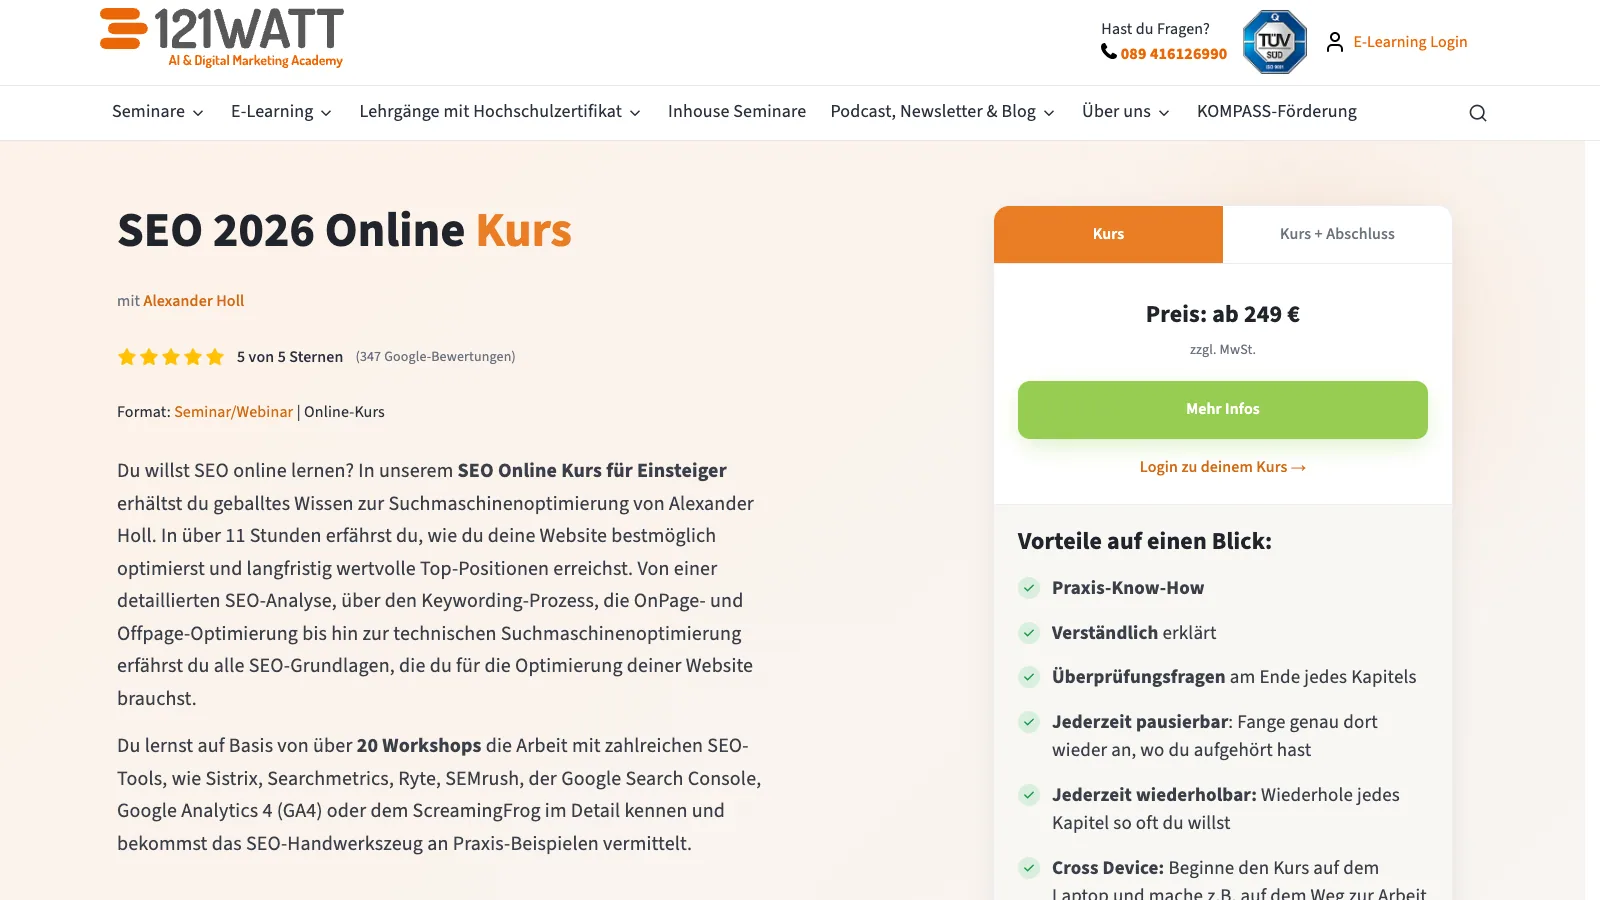 121WATT
AI & Digital Marketing Academy
Hast du Fragen?
089 416126990
TÜV
SÜD
ISO 9001
E-Learning Login
Seminare
E-Learning
Lehrgänge mit Hochschulzertifikat
Inhouse Seminare
Podcast, Newsletter & Blog
Über uns
KOMPASS-Förderung
SEO 2026 Online Kurs
mit Alexander Holl
5 von 5 Sternen (347 Google-Bewertungen)
Format: Seminar/Webinar | Online-Kurs
Du willst SEO online lernen? In unserem SEO Online Kurs für Einsteiger
erhältst du geballtes Wissen zur Suchmaschinenoptimierung von Alexander
Holl. In über 11 Stunden erfährst du, wie du deine Website bestmöglich
optimierst und langfristig wertvolle Top-Positionen erreichst. Von einer
detaillierten SEO-Analyse, über den Keywording-Prozess, die OnPage- und
Offpage-Optimierung bis hin zur technischen Suchmaschinenoptimierung
erfährst du alle SEO-Grundlagen, die du für die Optimierung deiner Website
brauchst.
Du lernst auf Basis von über 20 Workshops die Arbeit mit zahlreichen SEO-
Tools, wie Sistrix, Searchmetrics, Ryte, SEMrush, der Google Search Console,
Google Analytics 4 (GA4) oder dem ScreamingFrog im Detail kennen und
bekommst das SEO-Handwerkszeug an Praxis-Beispielen vermittelt.
Kurs
Kurs + Abschluss
Preis: ab 249 €
zzgl. MwSt.
Mehr Infos
Login zu deinem Kurs →
Vorteile auf einen Blick:
Praxis-Know-How
Verständlich erklärt
Überprüfungsfragen am Ende jedes Kapitels
Jederzeit pausierbar: Fange genau dort
wieder an, wo du aufgehört hast
Jederzeit wiederholbar: Wiederhole jedes
Kapitel so oft du willst
Cross Device: Beginne den Kurs auf dem
Laptop und mache z.B. auf dem Weg zur Arbeit